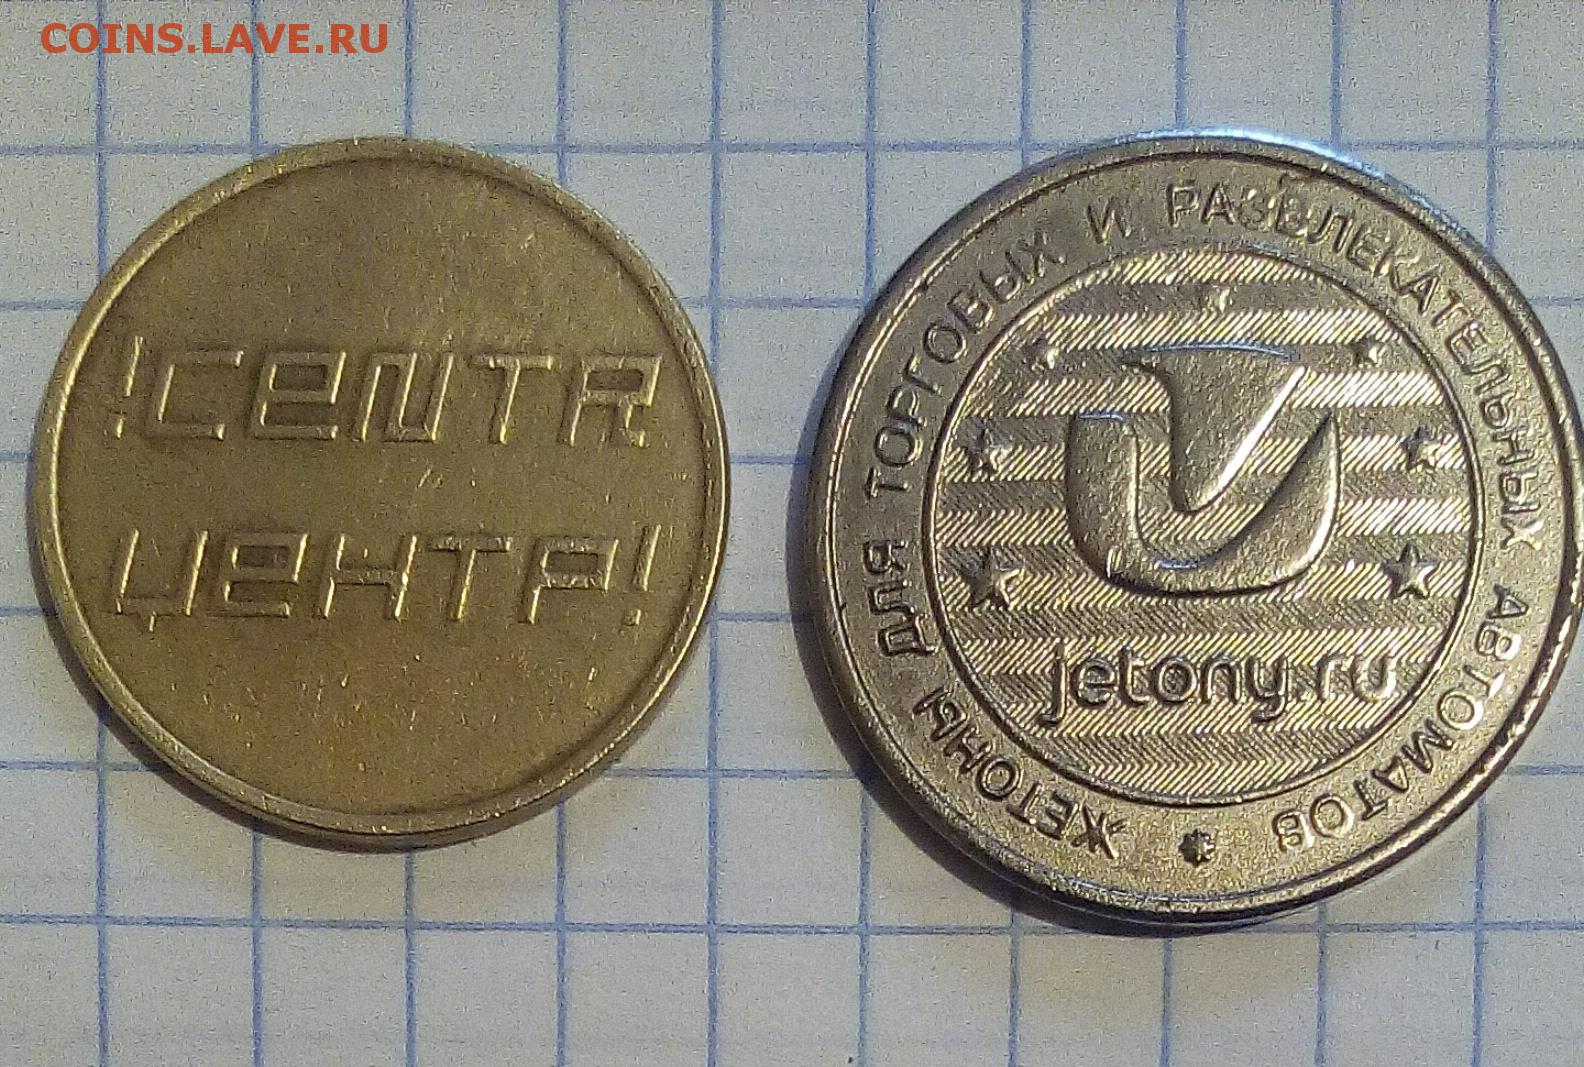 COINS.LAVE.RU
!CENTR
ЦЕНТР!
ЖЕТОНЫ ДЛЯ ТОРГОВЫХ И РАЗВЛЕКАТЕЛЬНЫХ АВТОМАТОВ
jetony.ru